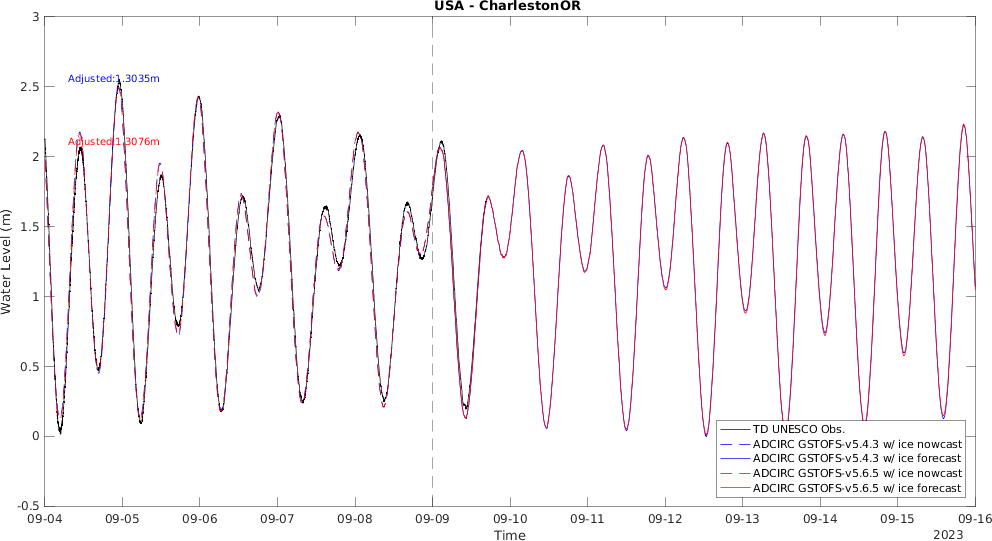 USA - CharlestonOR
3
2.5
2
1.5
1
0.5
0
-0.5
Water Level (m)
Adjusted:1.3035m
Adjusted:1.3076m
TD UNESCO Obs.
ADCIRC GSTOFS-v5.4.3 w/ ice nowcast
ADCIRC GSTOFS-v5.4.3 w/ ice forecast
ADCIRC GSTOFS-v5.6.5 w/ ice nowcast
ADCIRC GSTOFS-v5.6.5 w/ ice forecast
09-04 09-05 09-06 09-07 09-08 09-09 09-10 09-11 09-12 09-13 09-14 09-15 09-16
Time
2023